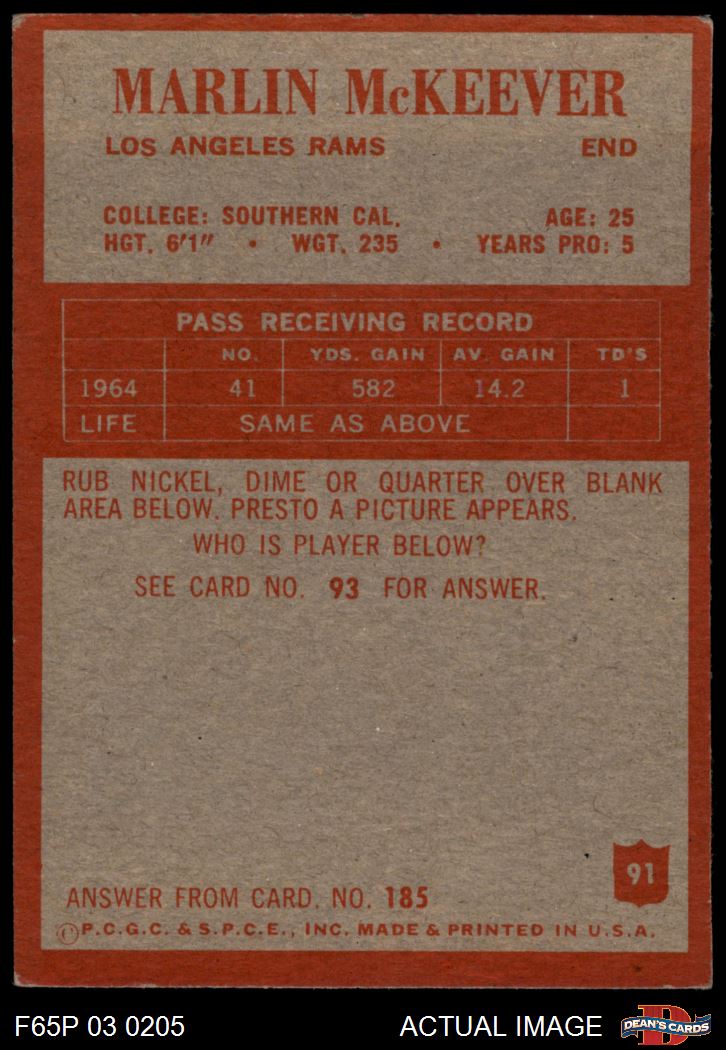 MARLIN McKEEVER
LOS ANGELES RAMS END
COLLEGE: SOUTHERN CAL. AGE: 25
HGT. 6'1" • WGT. 235 • YEARS PRO: 5
PASS RECEIVING RECORD
NO. YDS. GAIN AV. GAIN TD'S
1964 41 582 14.2 1
LIFE SAME AS ABOVE
RUB NICKEL, DIME OR QUARTER OVER BLANK
AREA BELOW. PRESTO A PICTURE APPEARS.
WHO IS PLAYER BELOW?
SEE CARD NO. 93 FOR ANSWER.
91
ANSWER FROM CARD. NO. 185
©P.C.G.C. & S.P.C.E., INC. MADE & PRINTED IN U.S.A.
F65P 03 0205 ACTUAL IMAGE
D
DEAN'S CARDS